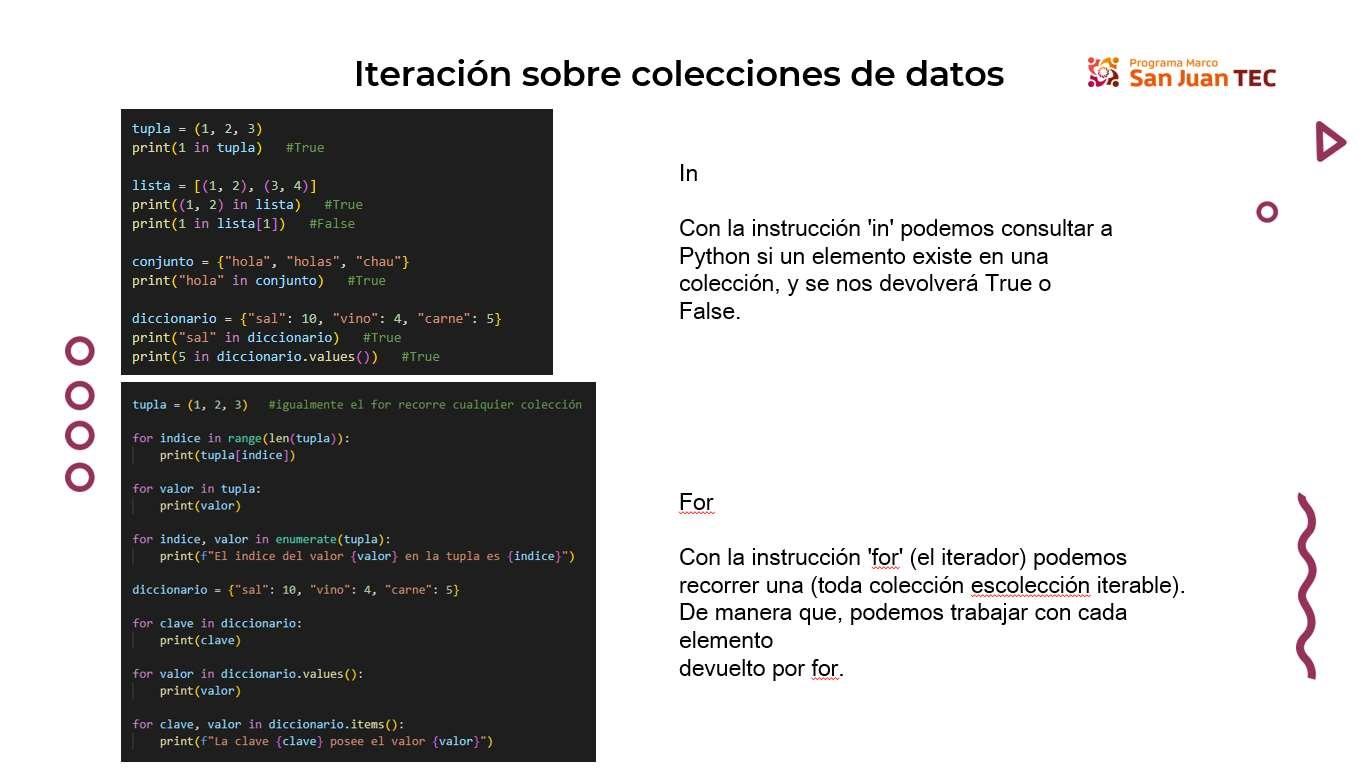 Iteración sobre colecciones de datos
Programa Marco
San Juan TEC
tupla = (1, 2, 3)
print(1 in tupla)   #True
lista = [(1, 2), (3, 4)]
print((1, 2) in lista)   #True
print(1 in lista[1])   #False
conjunto = {"hola", "holas", "chau"}
print("hola" in conjunto)   #True
diccionario = {"sal": 10, "vino": 4, "carne": 5}
print("sal" in diccionario)   #True
print(5 in diccionario.values())   #True
In
Con la instrucción 'in' podemos consultar a
Python si un elemento existe en una
colección, y se nos devolverá True o
False.
tupla = (1, 2, 3)   #igualmente el for recorre cualquier colección
for indice in range(len(tupla)):
    print(tupla[indice])
for valor in tupla:
    print(valor)
for indice, valor in enumerate(tupla):
    print(f"El indice del valor {valor} en la tupla es {indice}")
diccionario = {"sal": 10, "vino": 4, "carne": 5}
for clave in diccionario:
    print(clave)
for valor in diccionario.values():
    print(valor)
for clave, valor in diccionario.items():
    print(f"La clave {clave} posee el valor {valor}")
For
Con la instrucción 'for' (el iterador) podemos
recorrer una (toda colección escolección iterable).
De manera que, podemos trabajar con cada
elemento
devuelto por for.